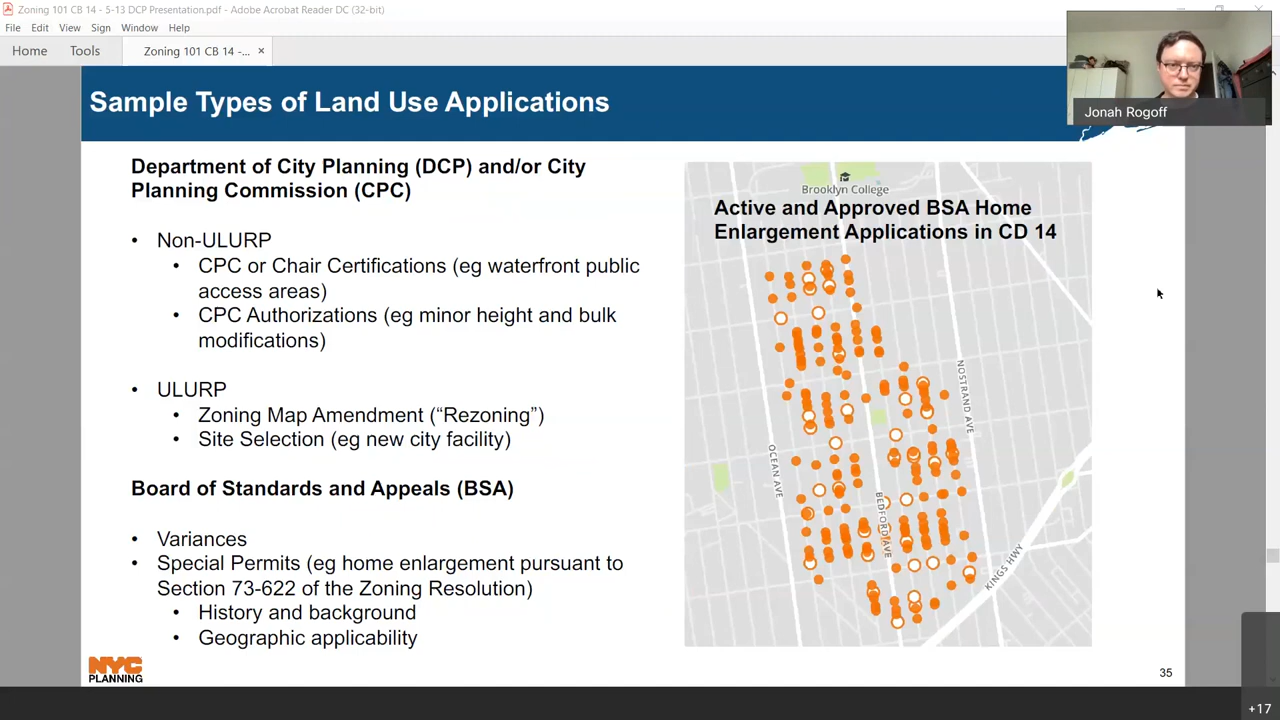 Zoning 101 CB 14 - 5-13 DCP Presentation.pdf - Adobe Acrobat Reader DC (32-bit)
File Edit View Sign Window Help
Home Tools Zoning 101 CB 14 -... ×
Jonah Rogoff
Sample Types of Land Use Applications
Department of City Planning (DCP) and/or City
Planning Commission (CPC)
• Non-ULURP
• CPC or Chair Certifications (eg waterfront public
access areas)
• CPC Authorizations (eg minor height and bulk
modifications)
• ULURP
• Zoning Map Amendment (“Rezoning”)
• Site Selection (eg new city facility)
Board of Standards and Appeals (BSA)
• Variances
• Special Permits (eg home enlargement pursuant to
Section 73-622 of the Zoning Resolution)
• History and background
• Geographic applicability
Brooklyn College
Active and Approved BSA Home
Enlargement Applications in CD 14
NOSTRAND AVE
OCEAN AVE
BEDFORD AVE
KINGS HWY
NYC
PLANNING
35
+17